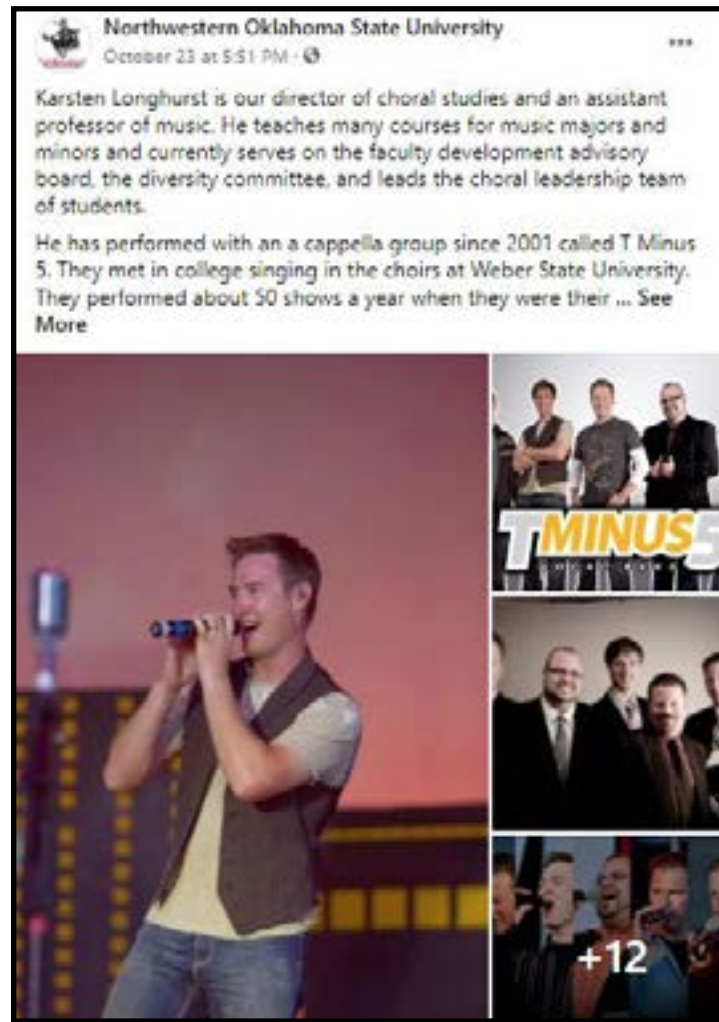 Northwestern Oklahoma State University
October 23 at 5:51 PM ·
Karsten Longhurst is our director of choral studies and an assistant
professor of music. He teaches many courses for music majors and
minors and currently serves on the faculty development advisory
board, the diversity committee, and leads the choral leadership team
of students.
He has performed with an a cappella group since 2001 called T Minus
5. They met in college singing in the choirs at Weber State University.
They performed about 50 shows a year when they were their ... See
More
TMINUS5
+12